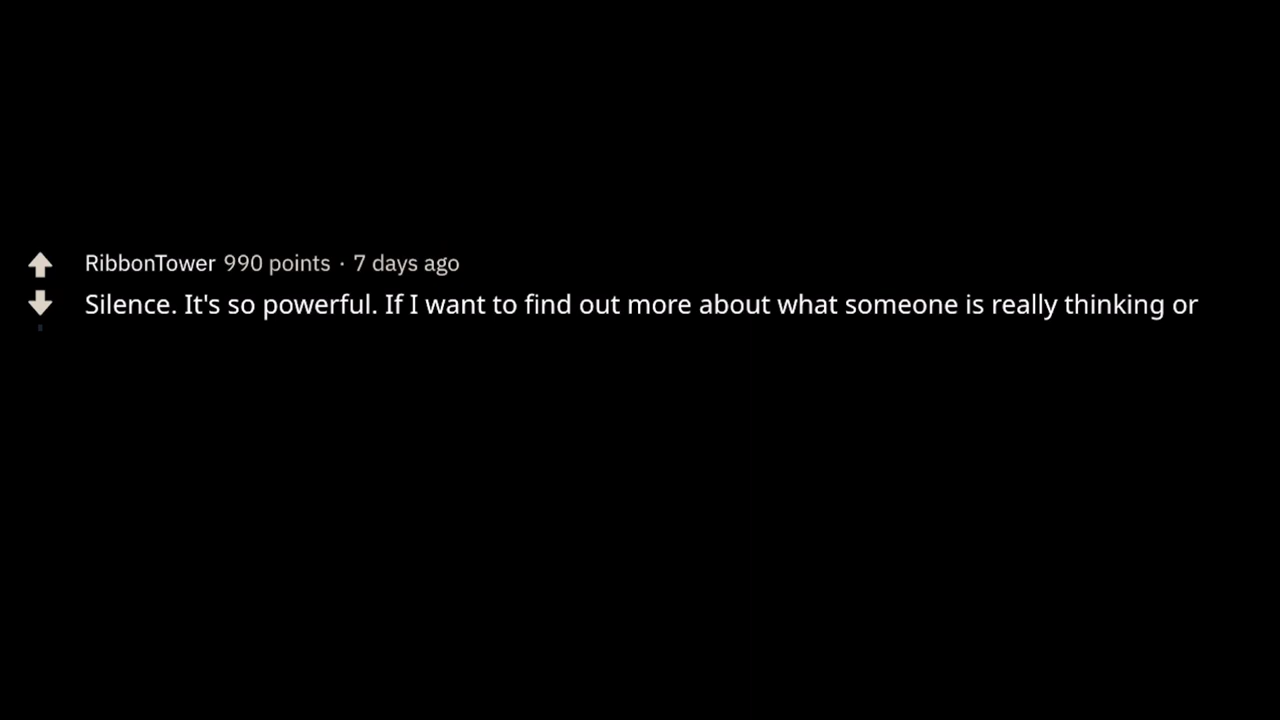 RibbonTower 990 points · 7 days ago
Silence. It's so powerful. If I want to find out more about what someone is really thinking or